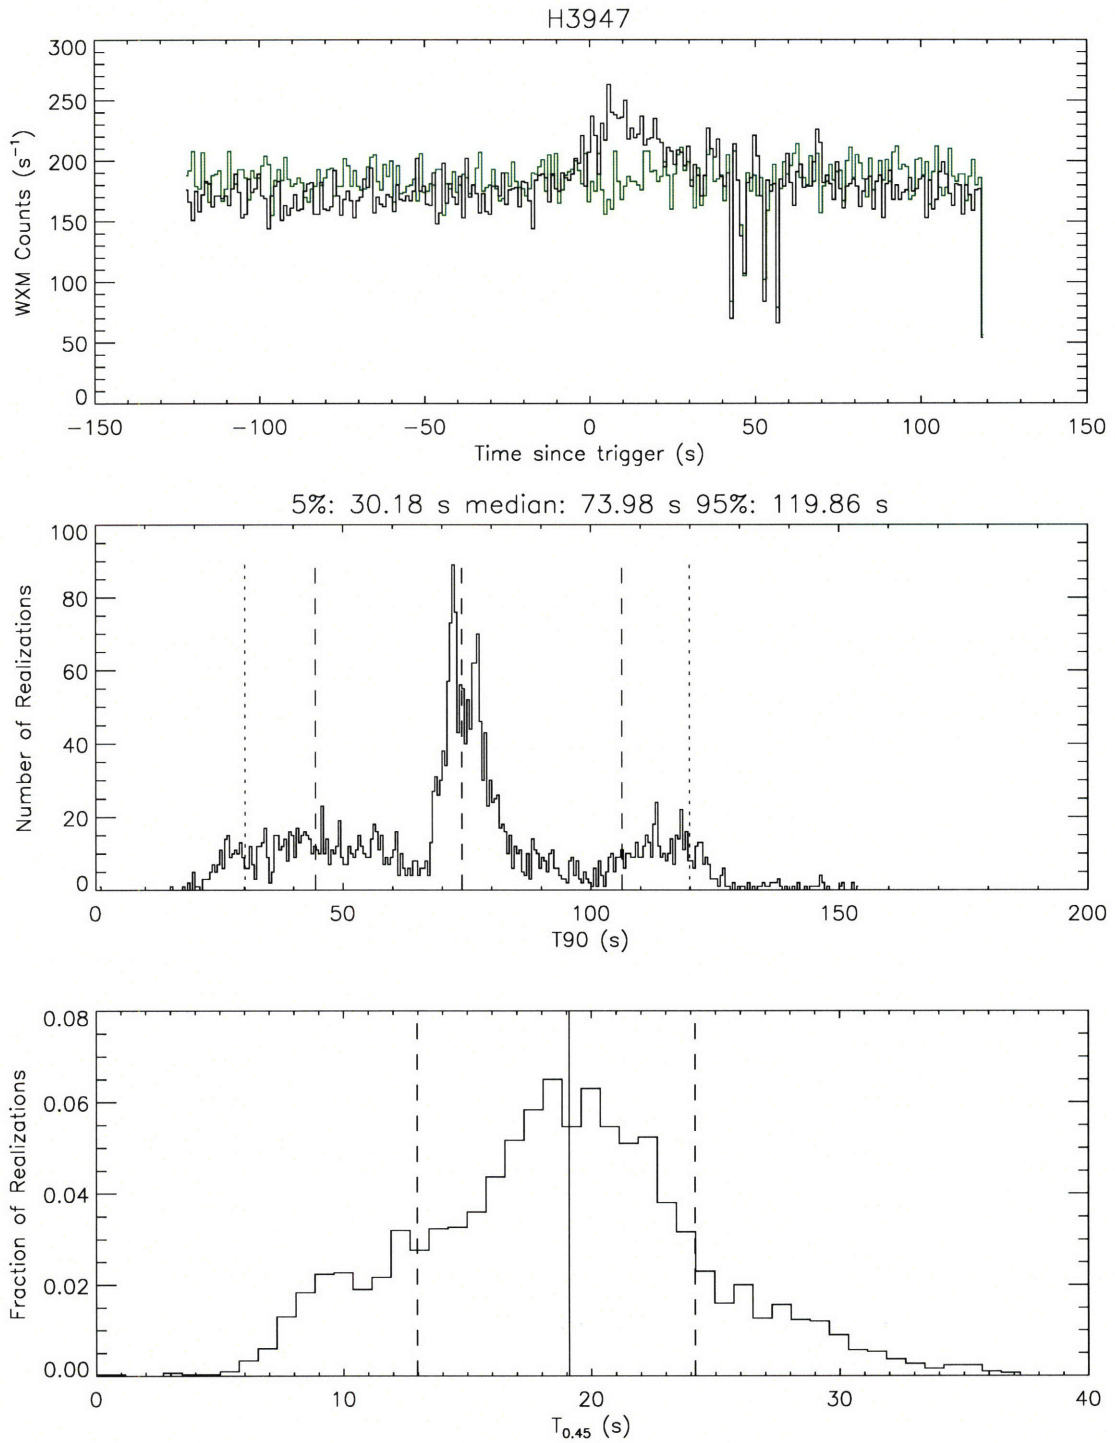 H3947
300
250
200
150
100
50
0
WXM Counts (s⁻¹)
−150 −100 −50 0 50 100 150
Time since trigger (s)
5%: 30.18 s median: 73.98 s 95%: 119.86 s
100
80
60
40
20
0
Number of Realizations
0 50 100 150 200
T90 (s)
0.08
0.06
0.04
0.02
0.00
Fraction of Realizations
0 10 20 30 40
T₀.₄₅ (s)